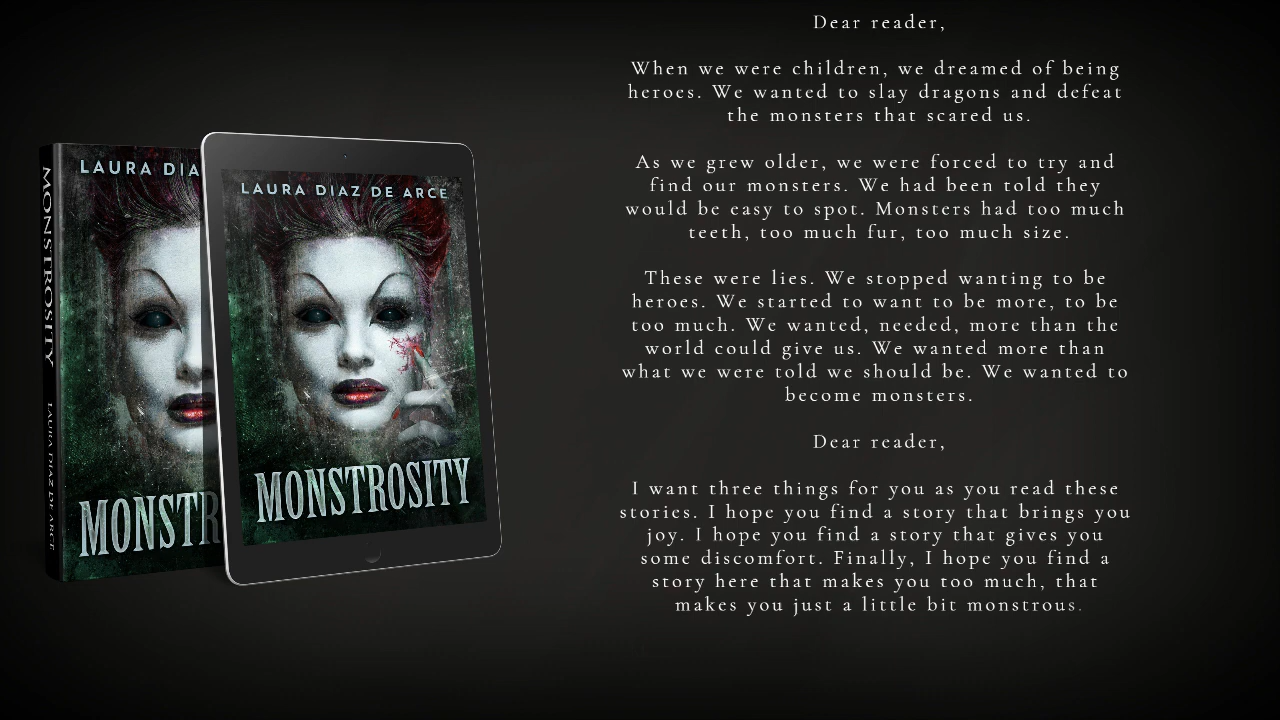 MONSTROSITY
LAURA DIAZ DE ARCE
LAURA DIA
MONSTR
LAURA DIAZ DE ARCE
MONSTROSITY
Dear reader,
When we were children, we dreamed of being
heroes. We wanted to slay dragons and defeat
the monsters that scared us.
As we grew older, we were forced to try and
find our monsters. We had been told they
would be easy to spot. Monsters had too much
teeth, too much fur, too much size.
These were lies. We stopped wanting to be
heroes. We started to want to be more, to be
too much. We wanted, needed, more than the
world could give us. We wanted more than
what we were told we should be. We wanted to
become monsters.
Dear reader,
I want three things for you as you read these
stories. I hope you find a story that brings you
joy. I hope you find a story that gives you
some discomfort. Finally, I hope you find a
story here that makes you too much, that
makes you just a little bit monstrous.